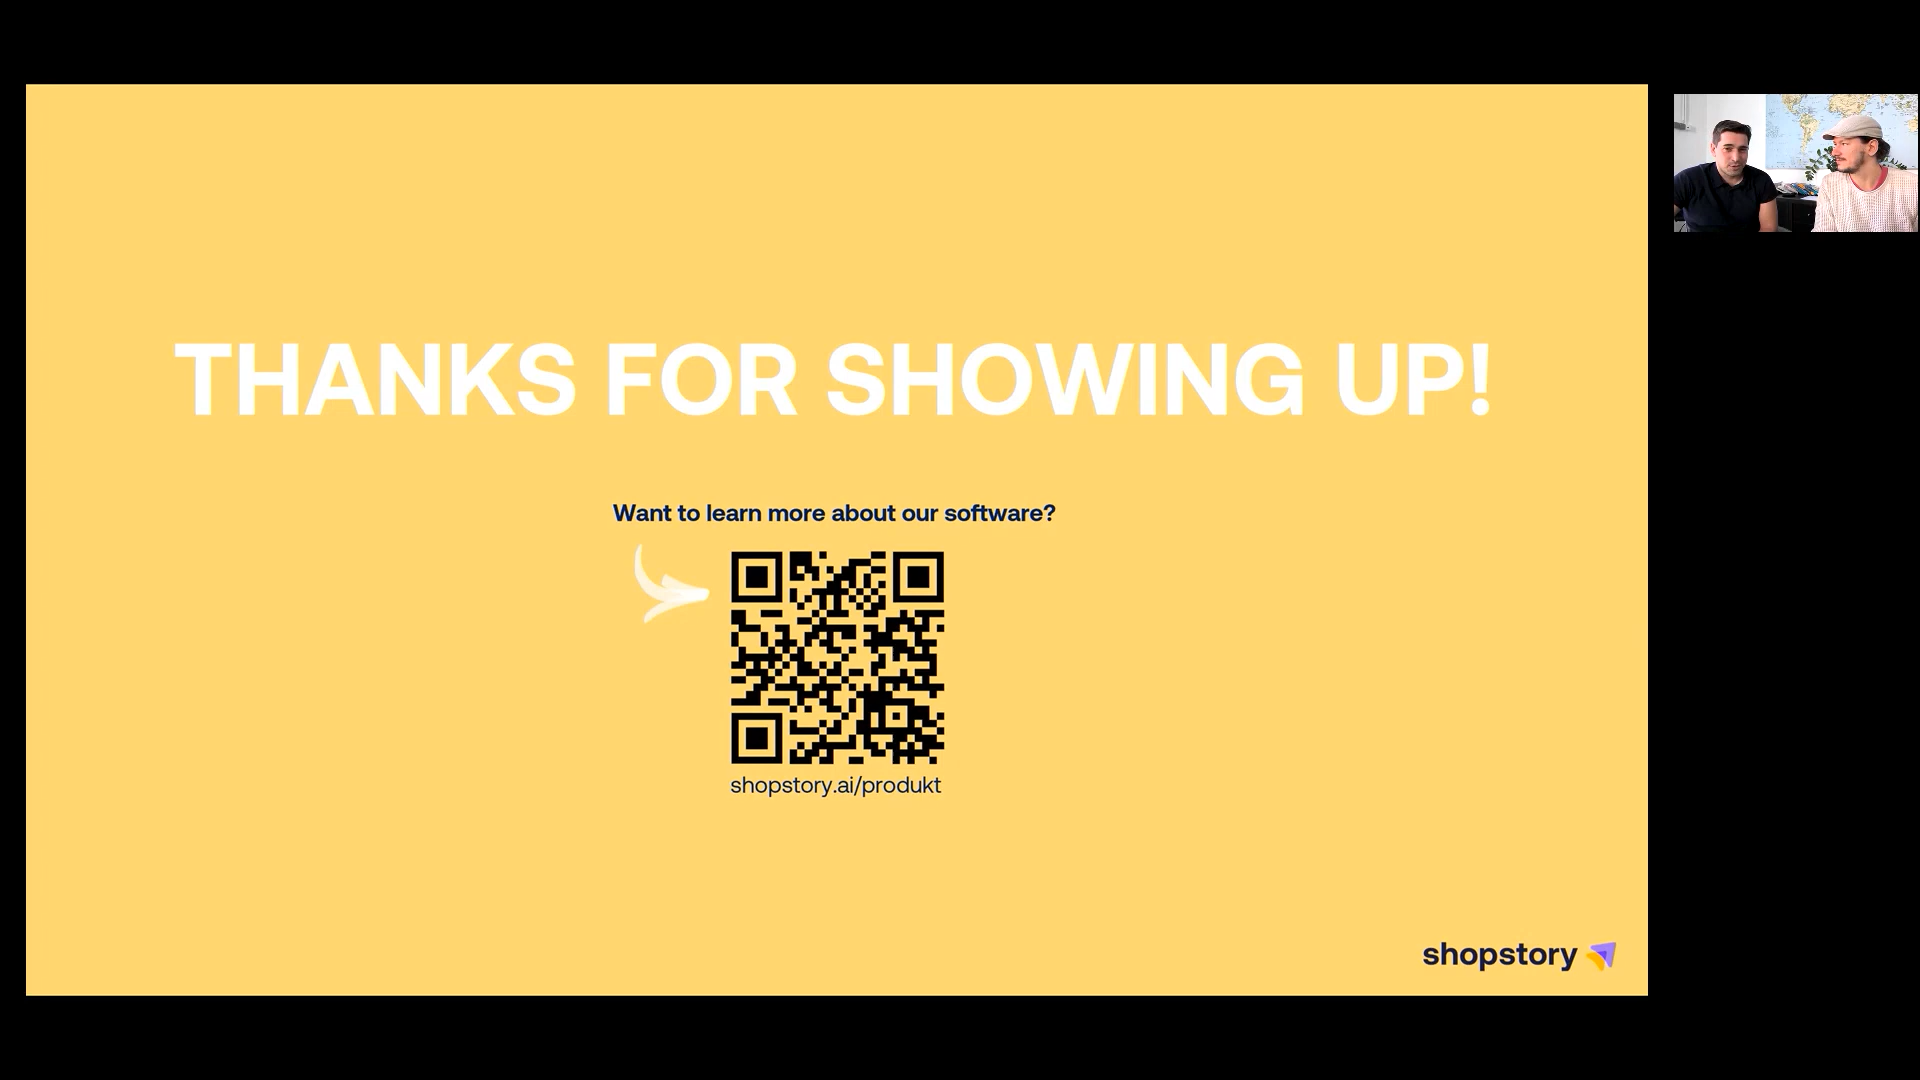 THANKS FOR SHOWING UP!
Want to learn more about our software?
shopstory.ai/produkt
shopstory